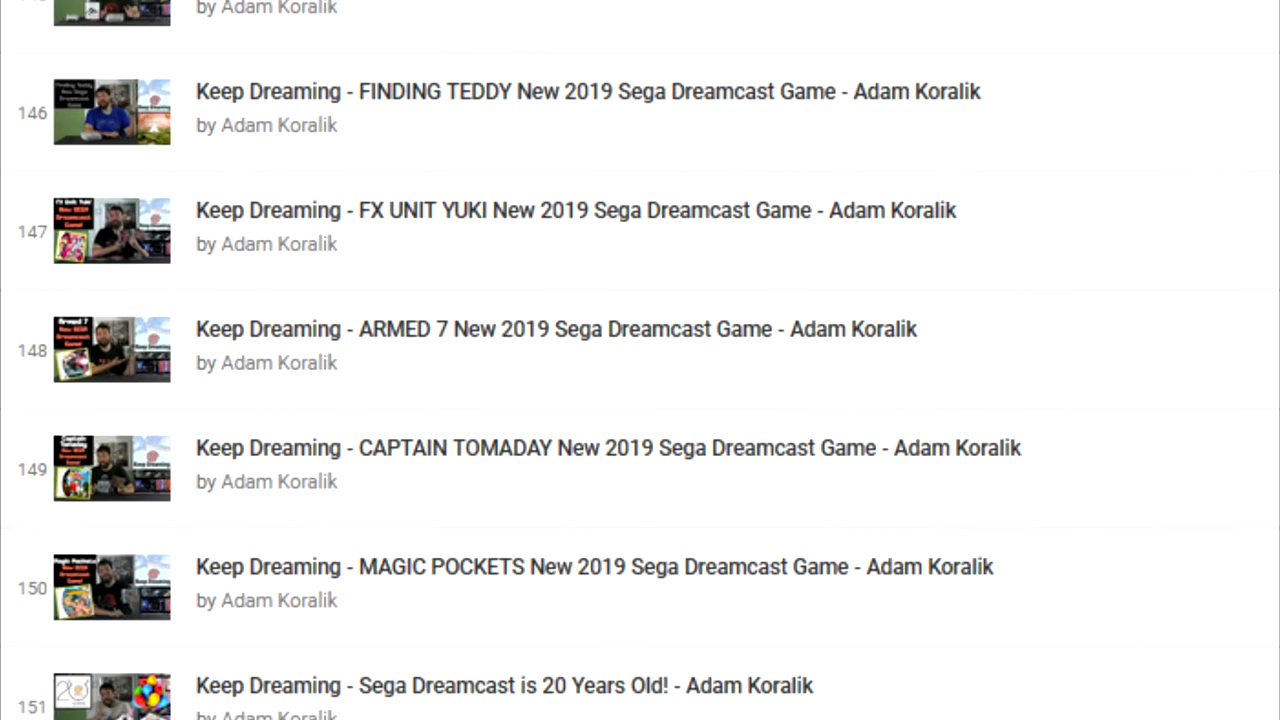 by Adam Koralik
146
Keep Dreaming - FINDING TEDDY New 2019 Sega Dreamcast Game - Adam Koralik
by Adam Koralik
147
Keep Dreaming - FX UNIT YUKI New 2019 Sega Dreamcast Game - Adam Koralik
by Adam Koralik
148
Keep Dreaming - ARMED 7 New 2019 Sega Dreamcast Game - Adam Koralik
by Adam Koralik
149
Keep Dreaming - CAPTAIN TOMADAY New 2019 Sega Dreamcast Game - Adam Koralik
by Adam Koralik
150
Keep Dreaming - MAGIC POCKETS New 2019 Sega Dreamcast Game - Adam Koralik
by Adam Koralik
151
Keep Dreaming - Sega Dreamcast is 20 Years Old! - Adam Koralik
by Adam Koralik